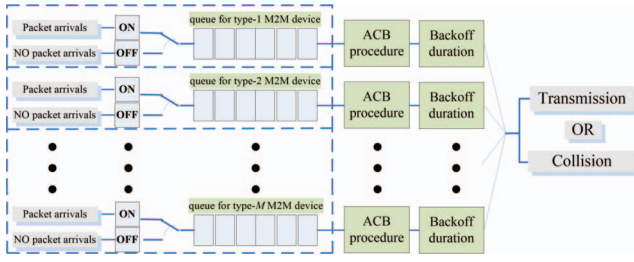 queue for type-1 M2M device
Packet arrivals
ON
NO packet arrivals
OFF
ACB
procedure
Backoff
duration
queue for type-2 M2M device
Packet arrivals
ON
NO packet arrivals
OFF
ACB
procedure
Backoff
duration
Transmission
OR
Collision
queue for type-M M2M device
Packet arrivals
ON
NO packet arrivals
OFF
ACB
procedure
Backoff
duration